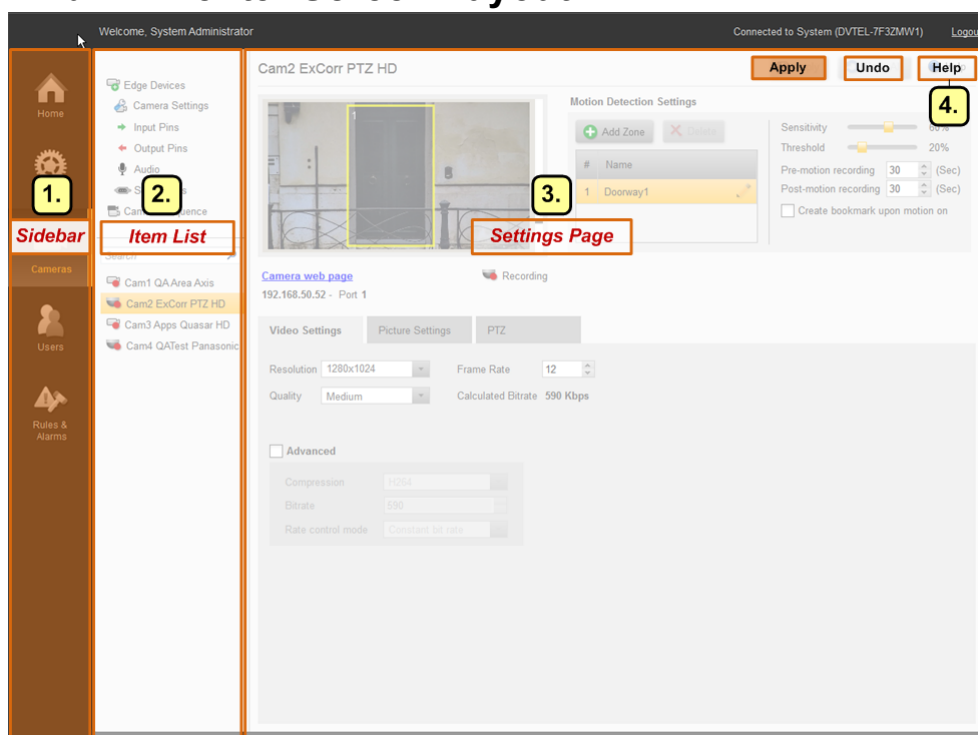 Welcome, System Administrator
Connected to System (DVTEL-7F3ZMW1)
Cam2 ExCorr PTZ HD
Apply
Undo
Help
4.
Home
Edge Devices
Camera Settings
Input Pins
Output Pins
Audio
1.
2.
3.
Sidebar
Item List
Settings Page
Cameras
Users
Rules &
Alarms
Search
Cam1 QA Area Axis
Cam2 ExCorr PTZ HD
Cam3 Apps Quasar HD
Cam4 QATest Panasonic
1
Motion Detection Settings
Add Zone
Delete
# Name
1 Doorway1
Sensitivity 60%
Threshold 20%
Pre-motion recording 30 (Sec)
Post-motion recording 30 (Sec)
Create bookmark upon motion on
Camera web page
Recording
192.168.50.52 - Port 1
Video Settings
Picture Settings
PTZ
Resolution 1280x1024
Frame Rate 12
Quality Medium
Calculated Bitrate 590 Kbps
Advanced
Compression H264
Bitrate 590
Rate control mode Constant bit rate